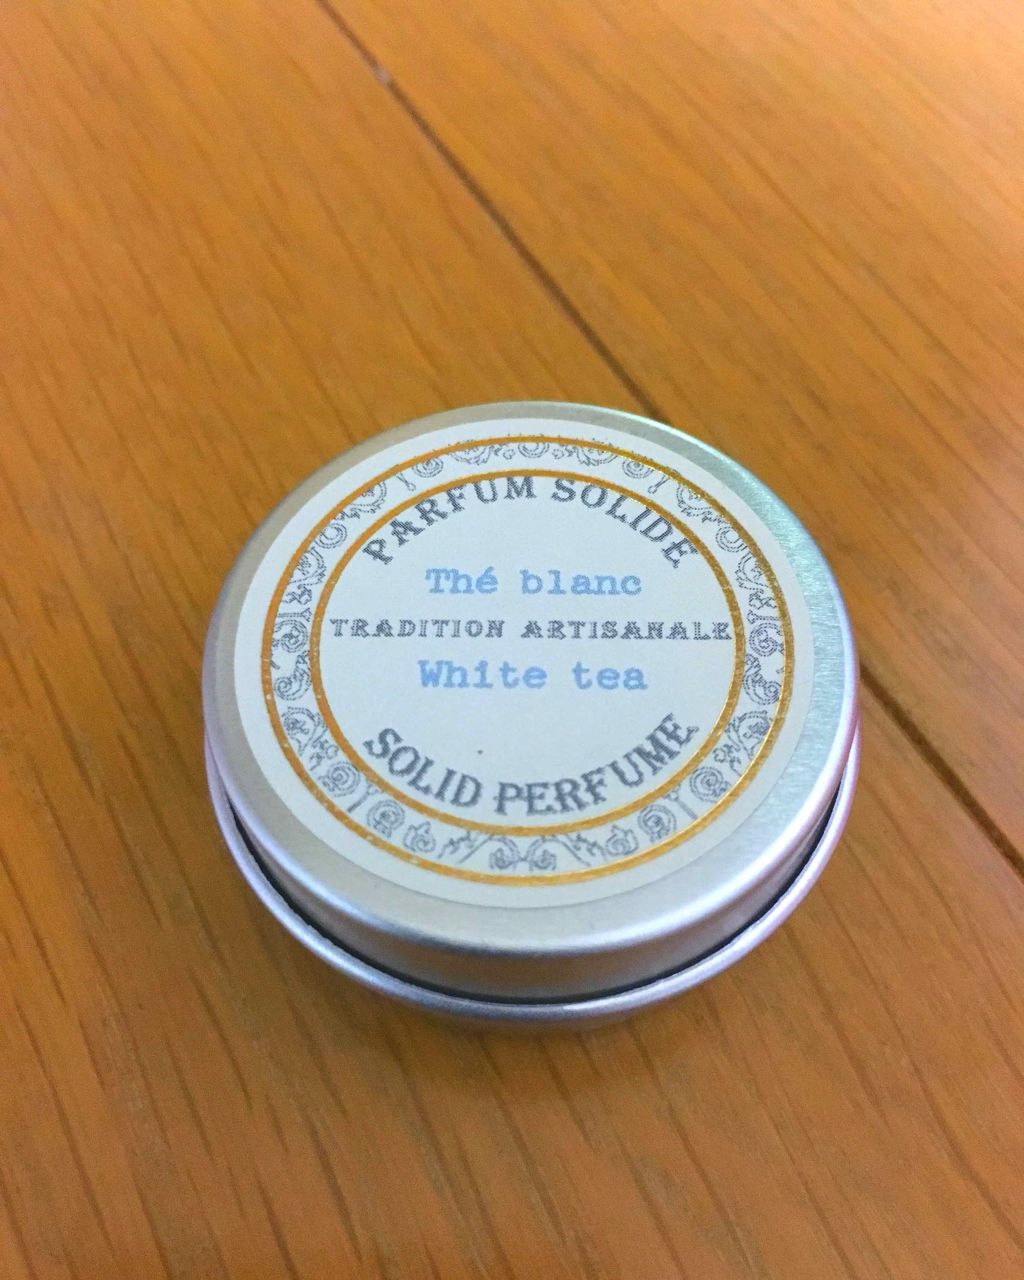 PARFUM SOLIDE
Thé blanc
TRADITION ARTISANALE
White tea
SOLID PERFUME